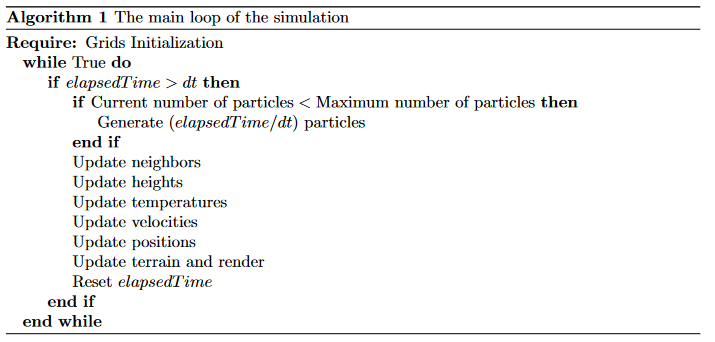 Algorithm 1 The main loop of the simulation
Require: Grids Initialization
while True do
if elapsedTime > dt then
if Current number of particles < Maximum number of particles then
Generate (elapsedTime/dt) particles
end if
Update neighbors
Update heights
Update temperatures
Update velocities
Update positions
Update terrain and render
Reset elapsedTime
end if
end while